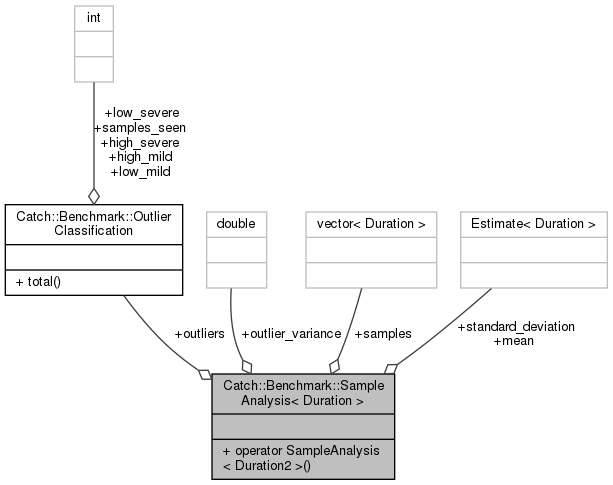 int
+low_severe
+samples_seen
+high_severe
+high_mild
+low_mild
Catch::Benchmark::Outlier
Classification
+ total()
double
vector< Duration >
Estimate< Duration >
+outliers
+outlier_variance
+samples
+standard_deviation
+mean
Catch::Benchmark::Sample
Analysis< Duration >
+ operator SampleAnalysis
< Duration2 >()